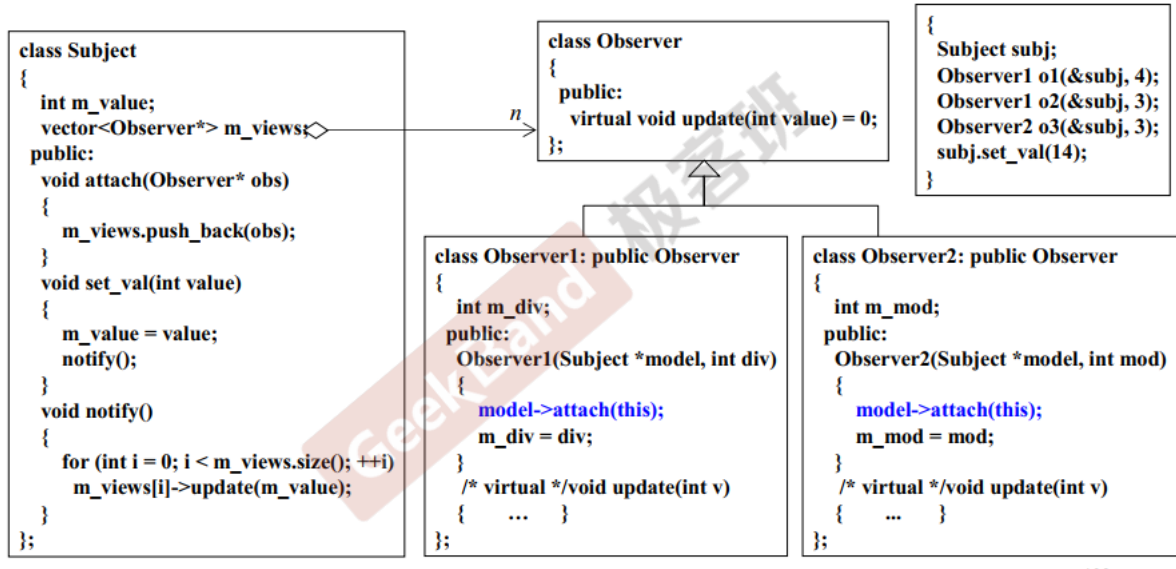 class Subject
{
int m_value;
vector<Observer*> m_views;
public:
void attach(Observer* obs)
{
m_views.push_back(obs);
}
void set_val(int value)
{
m_value = value;
notify();
}
void notify()
{
for (int i = 0; i < m_views.size(); ++i)
m_views[i]->update(m_value);
}
};
n
class Observer
{
public:
virtual void update(int value) = 0;
};
{
Subject subj;
Observer1 o1(&subj, 4);
Observer1 o2(&subj, 3);
Observer2 o3(&subj, 3);
subj.set_val(14);
}
class Observer1: public Observer
{
int m_div;
public:
Observer1(Subject *model, int div)
{
model->attach(this);
m_div = div;
}
/* virtual */void update(int v)
{ ... }
};
class Observer2: public Observer
{
int m_mod;
public:
Observer2(Subject *model, int mod)
{
model->attach(this);
m_mod = mod;
}
/* virtual */void update(int v)
{ ... }
};
GeekBand 极客班